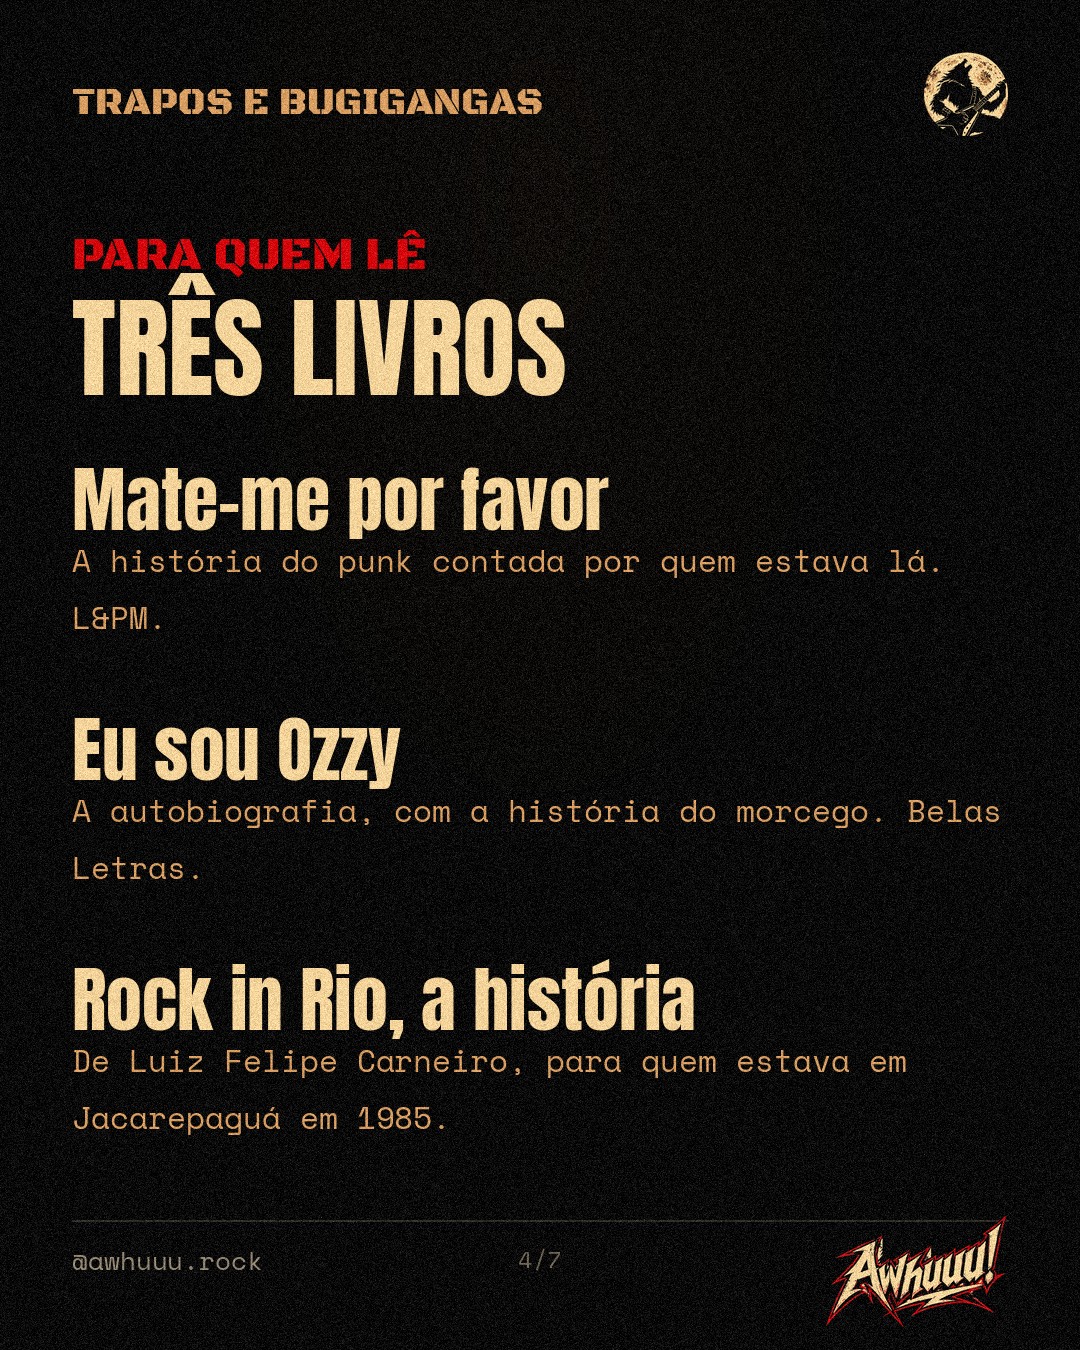 TRAPOS E BUGIGANGAS
PARA QUEM LÊ
TRÊS LIVROS
Mate-me por favor
A história do punk contada por quem estava lá.
L&PM.
Eu sou Ozzy
A autobiografia, com a história do morcego. Belas
Letras.
Rock in Rio, a história
De Luiz Felipe Carneiro, para quem estava em
Jacarepaguá em 1985.
@awhuuu.rock
4/7
Awhuuu!